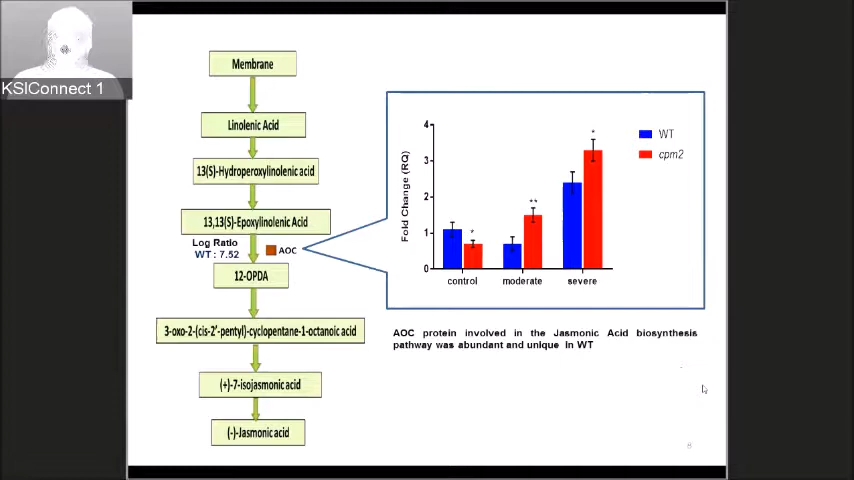 KSIConnect 1
Membrane
Linolenic Acid
13(S)-Hydroperoxylinolenic acid
13,13(S)-Epoxylinolenic Acid
Log Ratio
WT : 7.52
AOC
12-OPDA
3-oxo-2-(cis-2'-pentyl)-cyclopentane-1-octanoic acid
(+)-7-isojasmonic acid
(-)-Jasmonic acid
Fold Change (RQ)
4
3
2
1
0
*
**
*
control
moderate
severe
WT
cpm2
AOC protein involved in the Jasmonic Acid biosynthesis
pathway was abundant and unique in WT
8